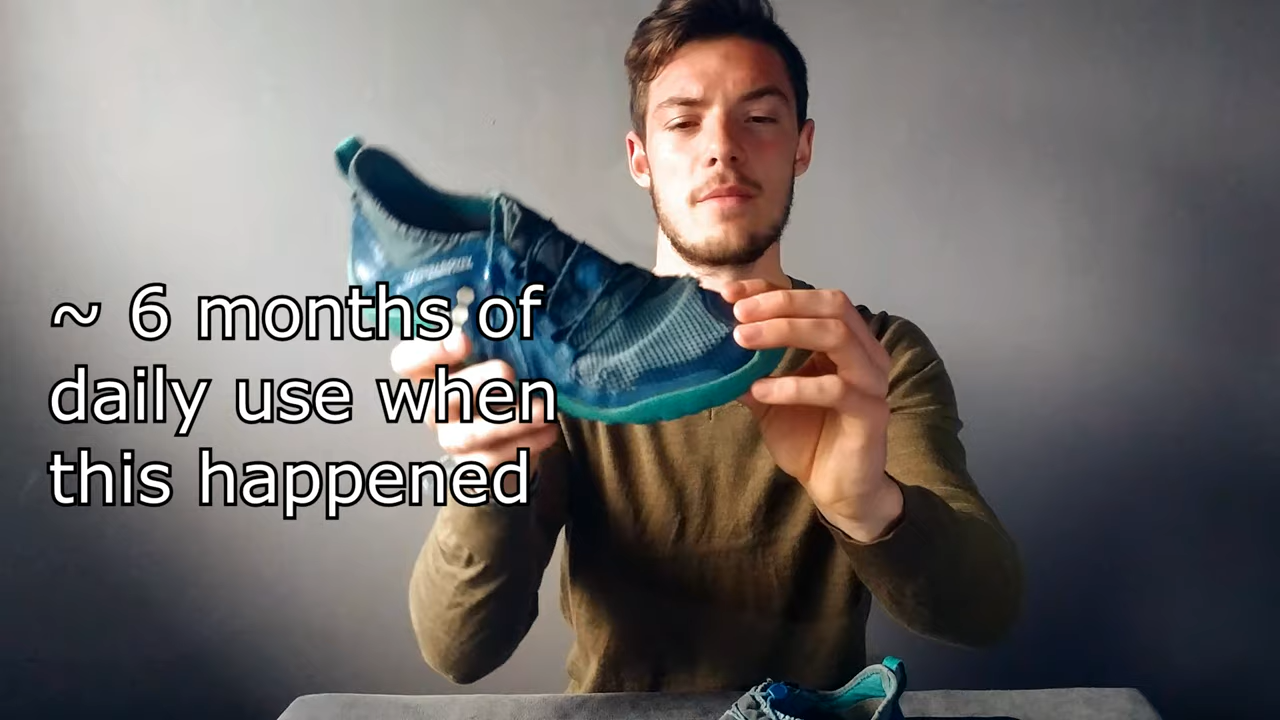 ~ 6 months of
daily use when
this happened